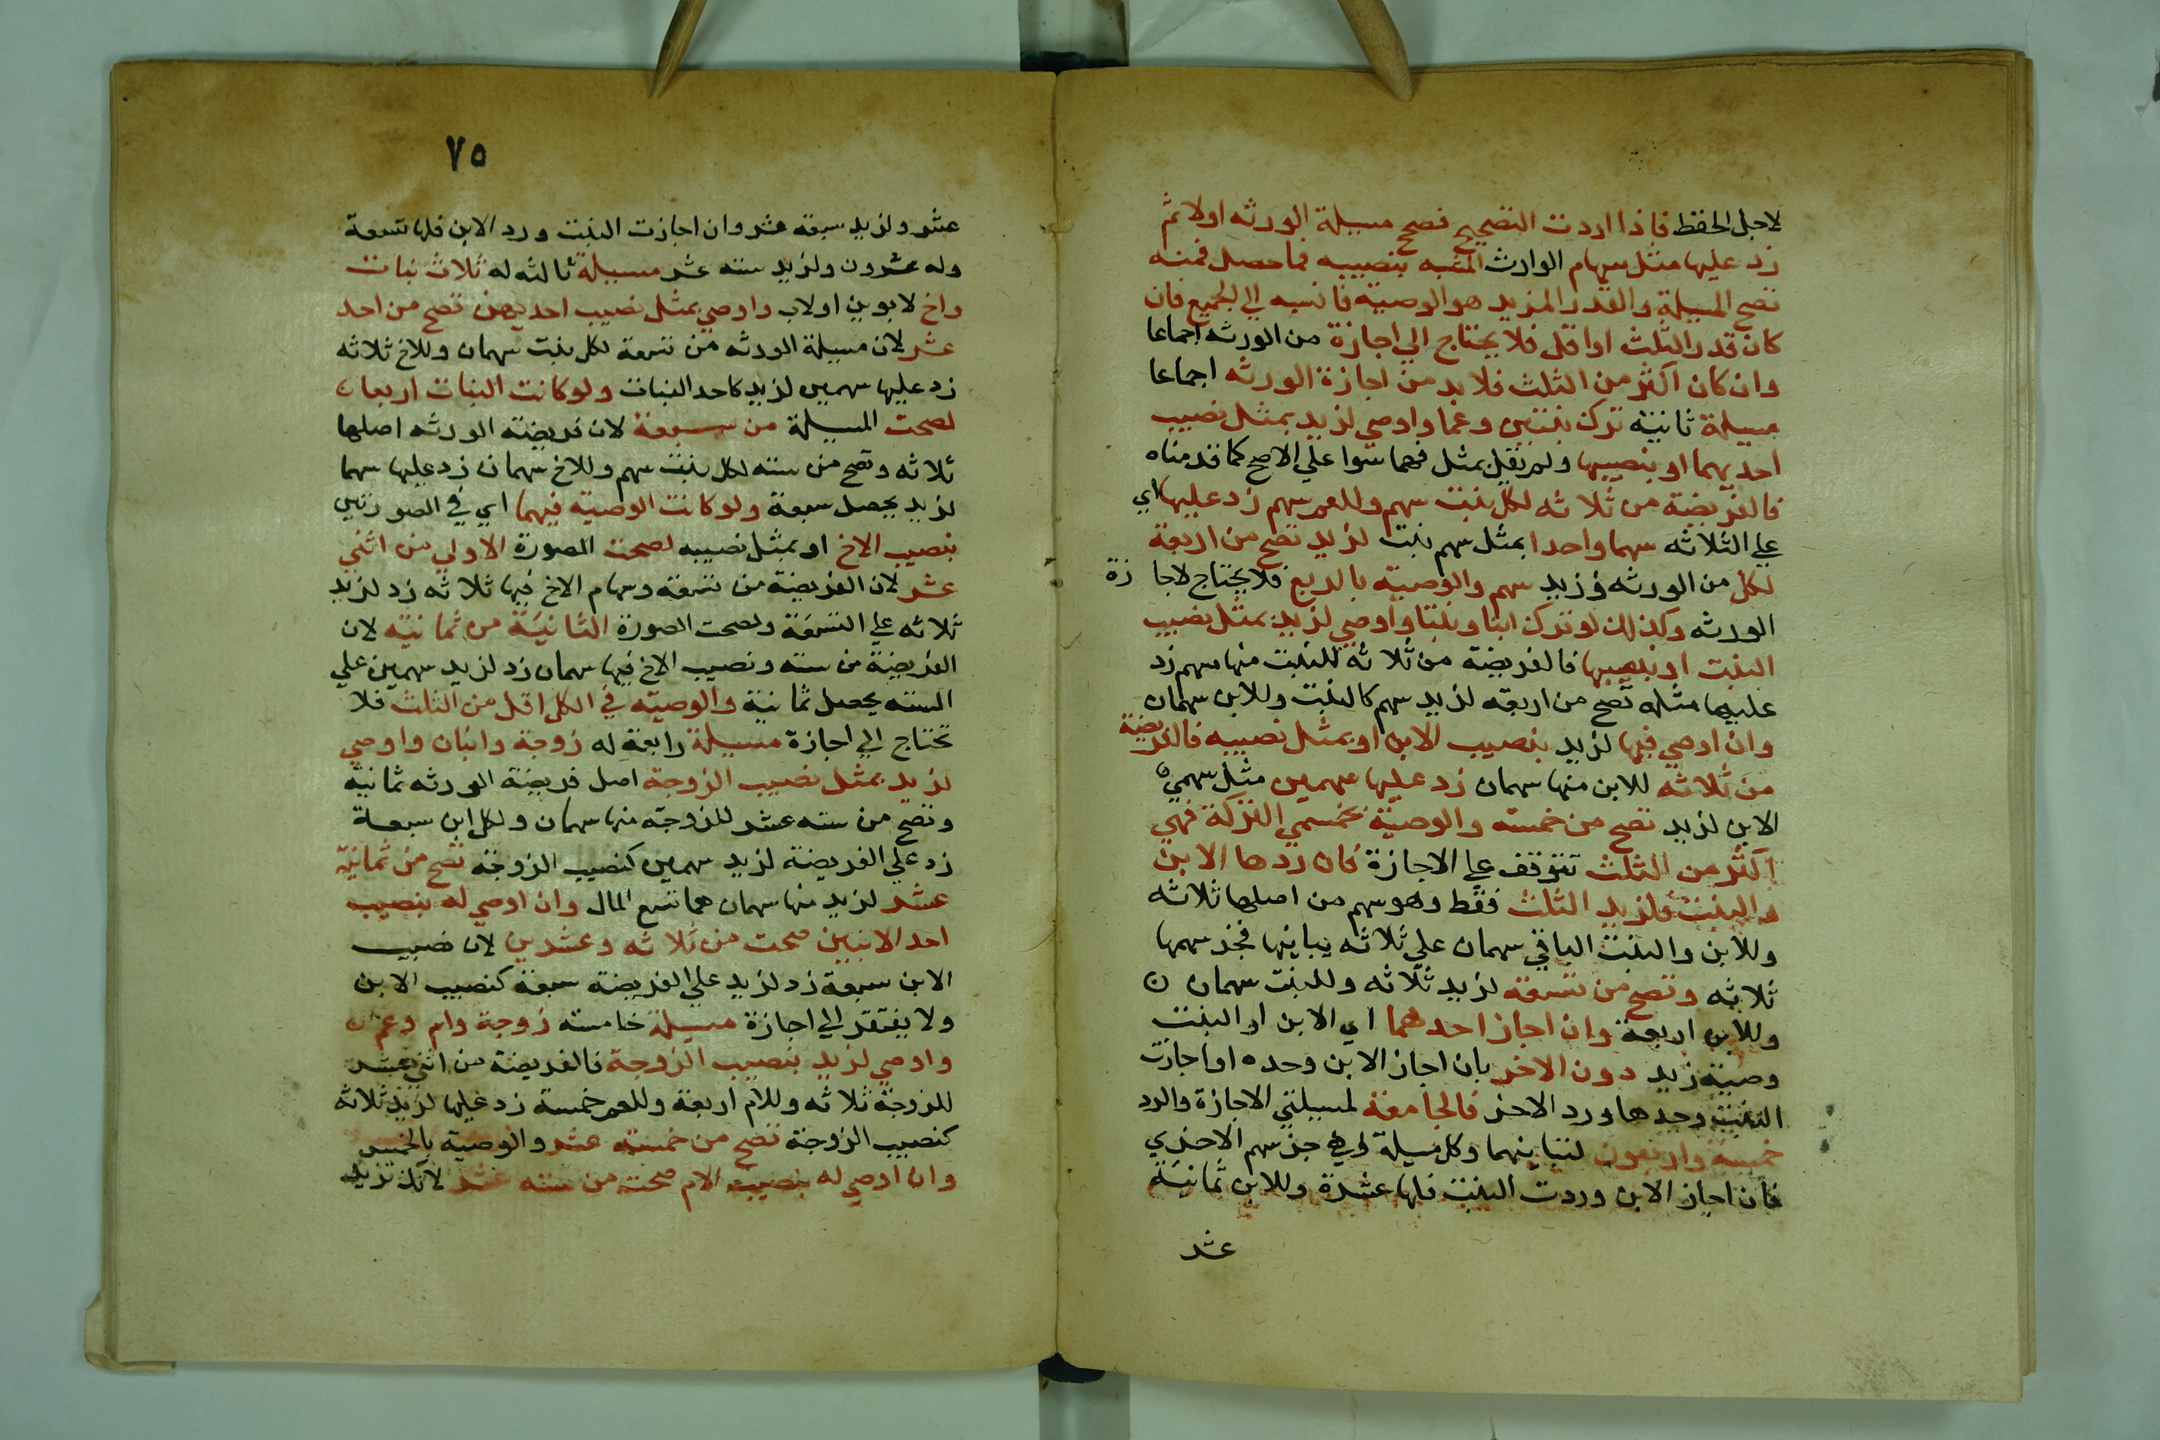 لاجل الحفظ فاذا اردت التصحيح فصحح مسيلة الورثه اولا ثم
زد عليها مثل سهام الوارث المشبه بنصيبه فما حصل فمنه
تصح المسيلة والقدر المزيد هو الوصية فانسبه الي الجميع فان
كان قدر الثلث او اقل فلا يحتاج الي اجازة من الورثه اجماعا
وان كان اكثر من الثلث فلا بد من اجازة الورثه اجماعا
مسيلة ثانية ترك بنتين وعما واوصي لزيد بمثل نصيب
احديهما او بنصيبها ولم يقل بمثل فهما سوا علي الاصح كما قدمناه
فالفريضة من ثلاثه لكل بنت سهم وللعم سهم زد عليها اي
علي الثلاثه سهما واحدا بمثل سهم بنت لزيد تصح من اربعة
لكل من الورثه وزيد سهم والوصية بالربع فلا يحتاج لاجا زة
الورثه وكذلك لو ترك ابنا وبنتا واوصي لزيد بمثل نصيب
البنت او بنصيبها فالفريضة من ثلاثه للبنت منها سهم زد
عليها مثله تصح من اربعه لزيد سهم كالبنت وللابن سهمان
وان اوصي فيها لزيد بنصيب الابن او بمثل نصيبه فالفريضة
من ثلاثه للابن منها سهمان زد عليها سهمين مثل سهمي
الابن لزيد تصح من خمسه والوصية بخمسي التركة فهي
اكثر من الثلث تتوقف علي الاجازة فان ردها الابن
والبنت فلزيد الثلث فقط وهو سهم من اصلها ثلاثه
وللابن والبنت الباقي سهمان علي ثلاثه يباينها فجز سهمها
ثلاثه وتصح من تسعة لزيد ثلاثه وللبنت سهمان
وللابن اربعة وان اجاز احدهما اي الابن او البنت
وصية زيد دون الاخر بان اجاز الابن وحده او اجازت
البنت وحدها ورد الاخر فالجامعة لمسيلتي الاجازة والرد
خمسة واربعون لتباينهما وكل مسيلة هي جز سهم الاخري
فان اجاز الابن وردت البنت فلها عشرة وللابن ثمانية
عشر
٧٥
عشر ولزيد سبعة عشر وان اجازت البنت ورد الابن فلها تسعة
وله عشرون ولزيد سته عشر مسيلة ثالثه له ثلاث بنات
واخ لابوين او لاب واوصي بمثل نصيب احديهن تصح من احد
عشر لان مسيلة الورثه من تسعة لكل بنت سهمان وللاخ ثلاثه
زد عليها سهمين لزيد كاحد البنات ولو كانت البنات اربعا
لصحت المسيلة من سبعة لان فريضة الورثه اصلها
ثلاثه وتصح من سته لكل بنت سهم وللاخ سهمان زد عليها سهما
لزيد يحصل سبعة ولو كانت الوصية فيهما اي في الصورتين
بنصيب الاخ او بمثل نصيبه لصحت الصورة الاولي من اثني
عشر لان الفريضة من تسعة وسهام الاخ فيها ثلاثه زد لزيد
ثلاثه علي التسعة ولصحت الصورة الثانية من ثمانية لان
الفريضة من سته ونصيب الاخ فيها سهمان زد لزيد سهمين علي
السته يحصل ثمانية والوصية في الكل اقل من الثلث فلا
تحتاج الي اجازة مسيلة رابعة له زوجة وابنان واوصي
لزيد بمثل نصيب الزوجة اصل فريضة الورثه ثمانية
وتصح من سته عشر للزوجة منها سهمان ولكل ابن سبعة
زد علي الفريضة لزيد سهمين كنصيب الزوجة تصح من ثمانية
عشر لزيد منها سهمان هما تسع المال وان اوصي له بنصيب
احد الابنين صحت من ثلاثه وعشرين لان نصيب
الابن سبعة زد لزيد علي الفريضة سبعة كنصيب الابن
ولا يفتقر الي اجازة مسيلة خامسه زوجة وام وعم
واوصي لزيد بنصيب الزوجة فالفريضة من اثني عشر
للزوجة ثلاثه وللام اربعة وللعم خمسة زد عليها لزيد ثلاثه
كنصيب الزوجة تصح من خمسه عشر والوصية بالخمس
وان اوصي له بنصيب الام صحت من سته عشر لانك تزيد